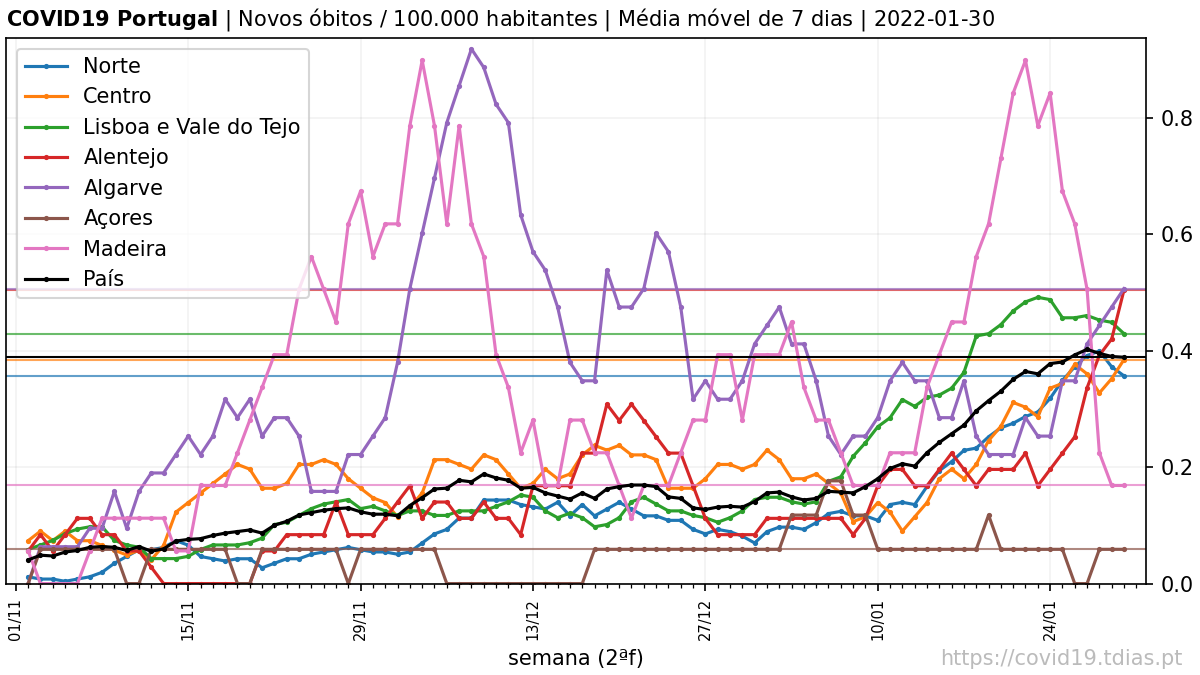 COVID19 Portugal | Novos óbitos / 100.000 habitantes | Média móvel de 7 dias | 2022-01-30
Norte
Centro
Lisboa e Vale do Tejo
Alentejo
Algarve
Açores
Madeira
País
0.8
0.6
0.4
0.2
0.0
01/11
15/11
29/11
13/12
27/12
10/01
24/01
semana (2ªf)
https://covid19.tdias.pt